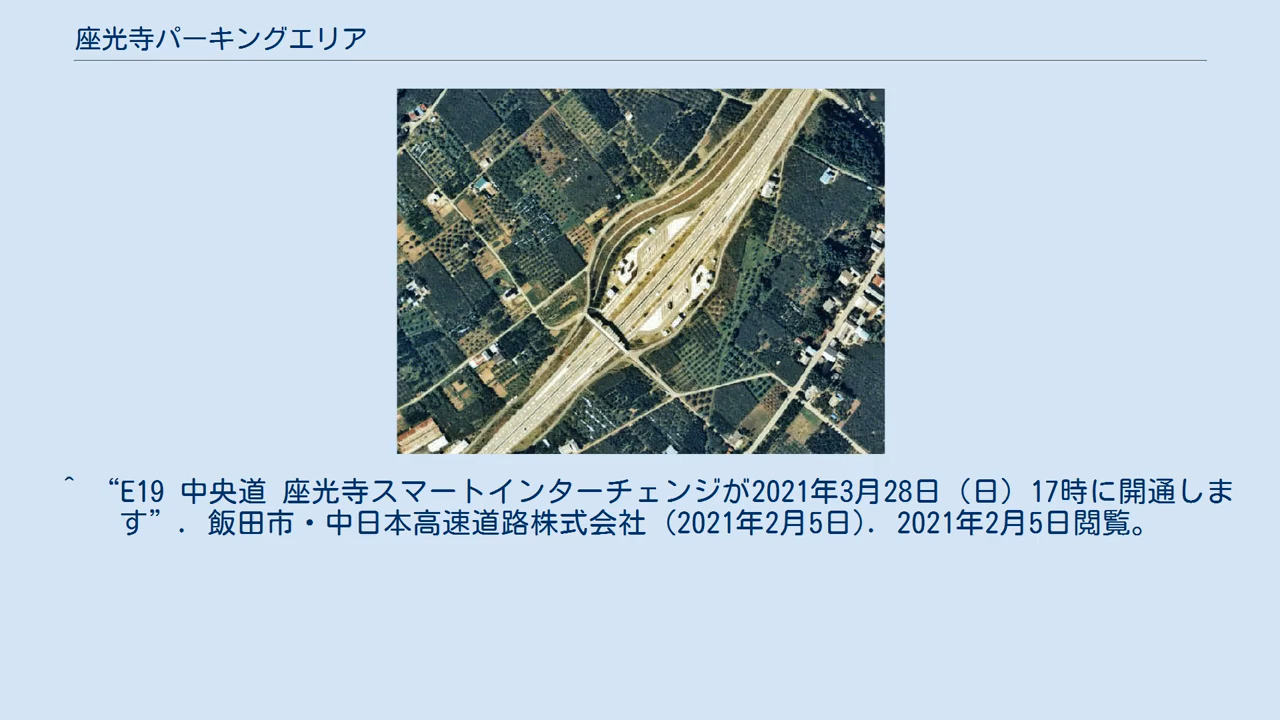 座光寺パーキングエリア
^ “E19 中央道 座光寺スマートインターチェンジが2021年3月28日（日）17時に開通しま
す”. 飯田市・中日本高速道路株式会社 (2021年2月5日). 2021年2月5日閲覧。